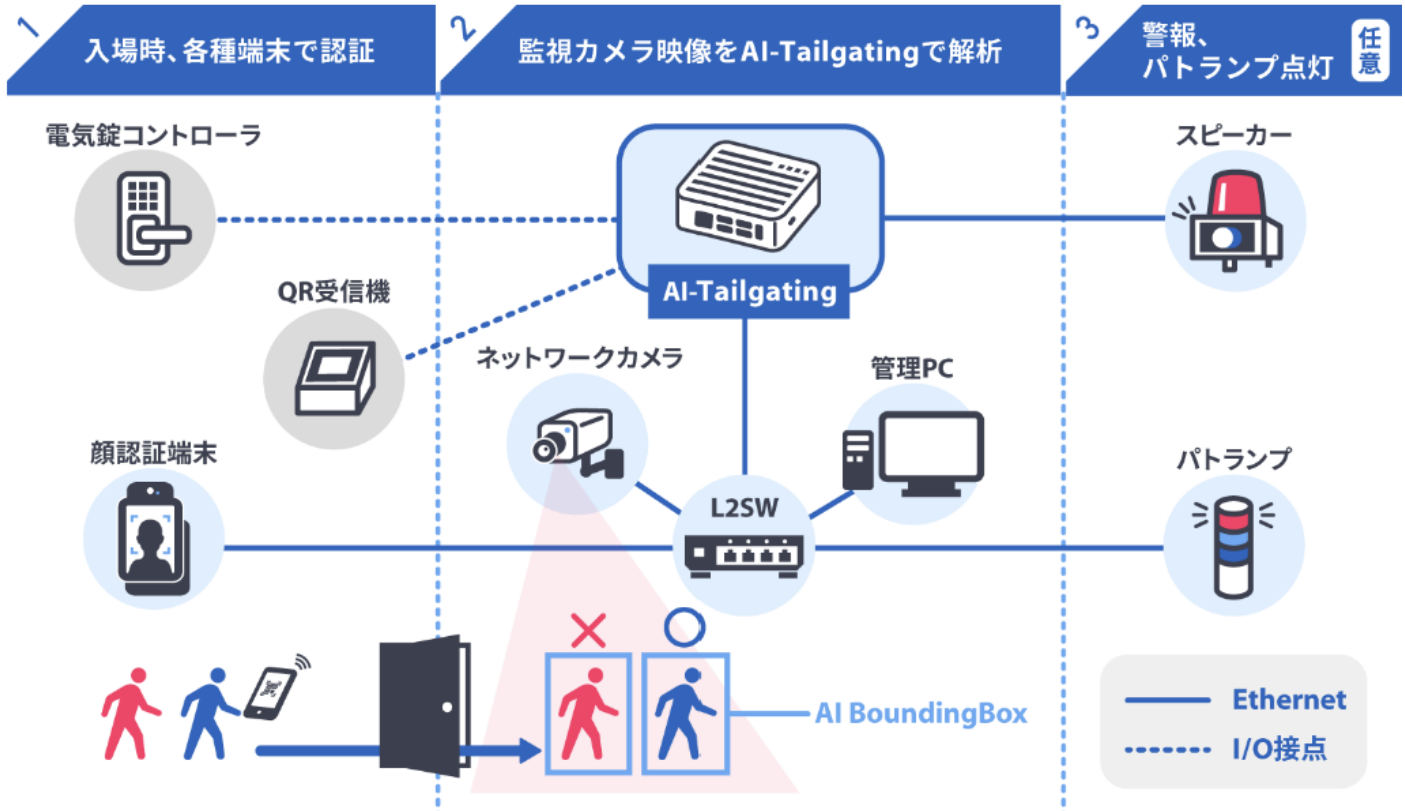 1
入場時、各種端末で認証
2
監視カメラ映像をAI-Tailgatingで解析
3
警報、
パトランプ点灯
任意
電気錠コントローラ
スピーカー
QR受信機
AI-Tailgating
ネットワークカメラ
管理PC
顔認証端末
L2SW
パトランプ
AI BoundingBox
Ethernet
I/O接点